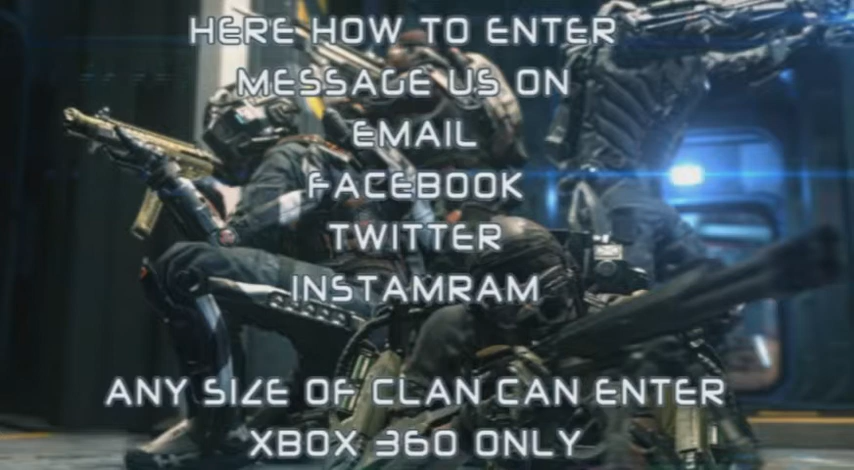 HERE HOW TO ENTER
MESSAGE US ON
EMAIL
FACEBOOK
TWITTER
INSTAMRAM
ANY SIZE OF CLAN CAN ENTER
XBOX 360 ONLY